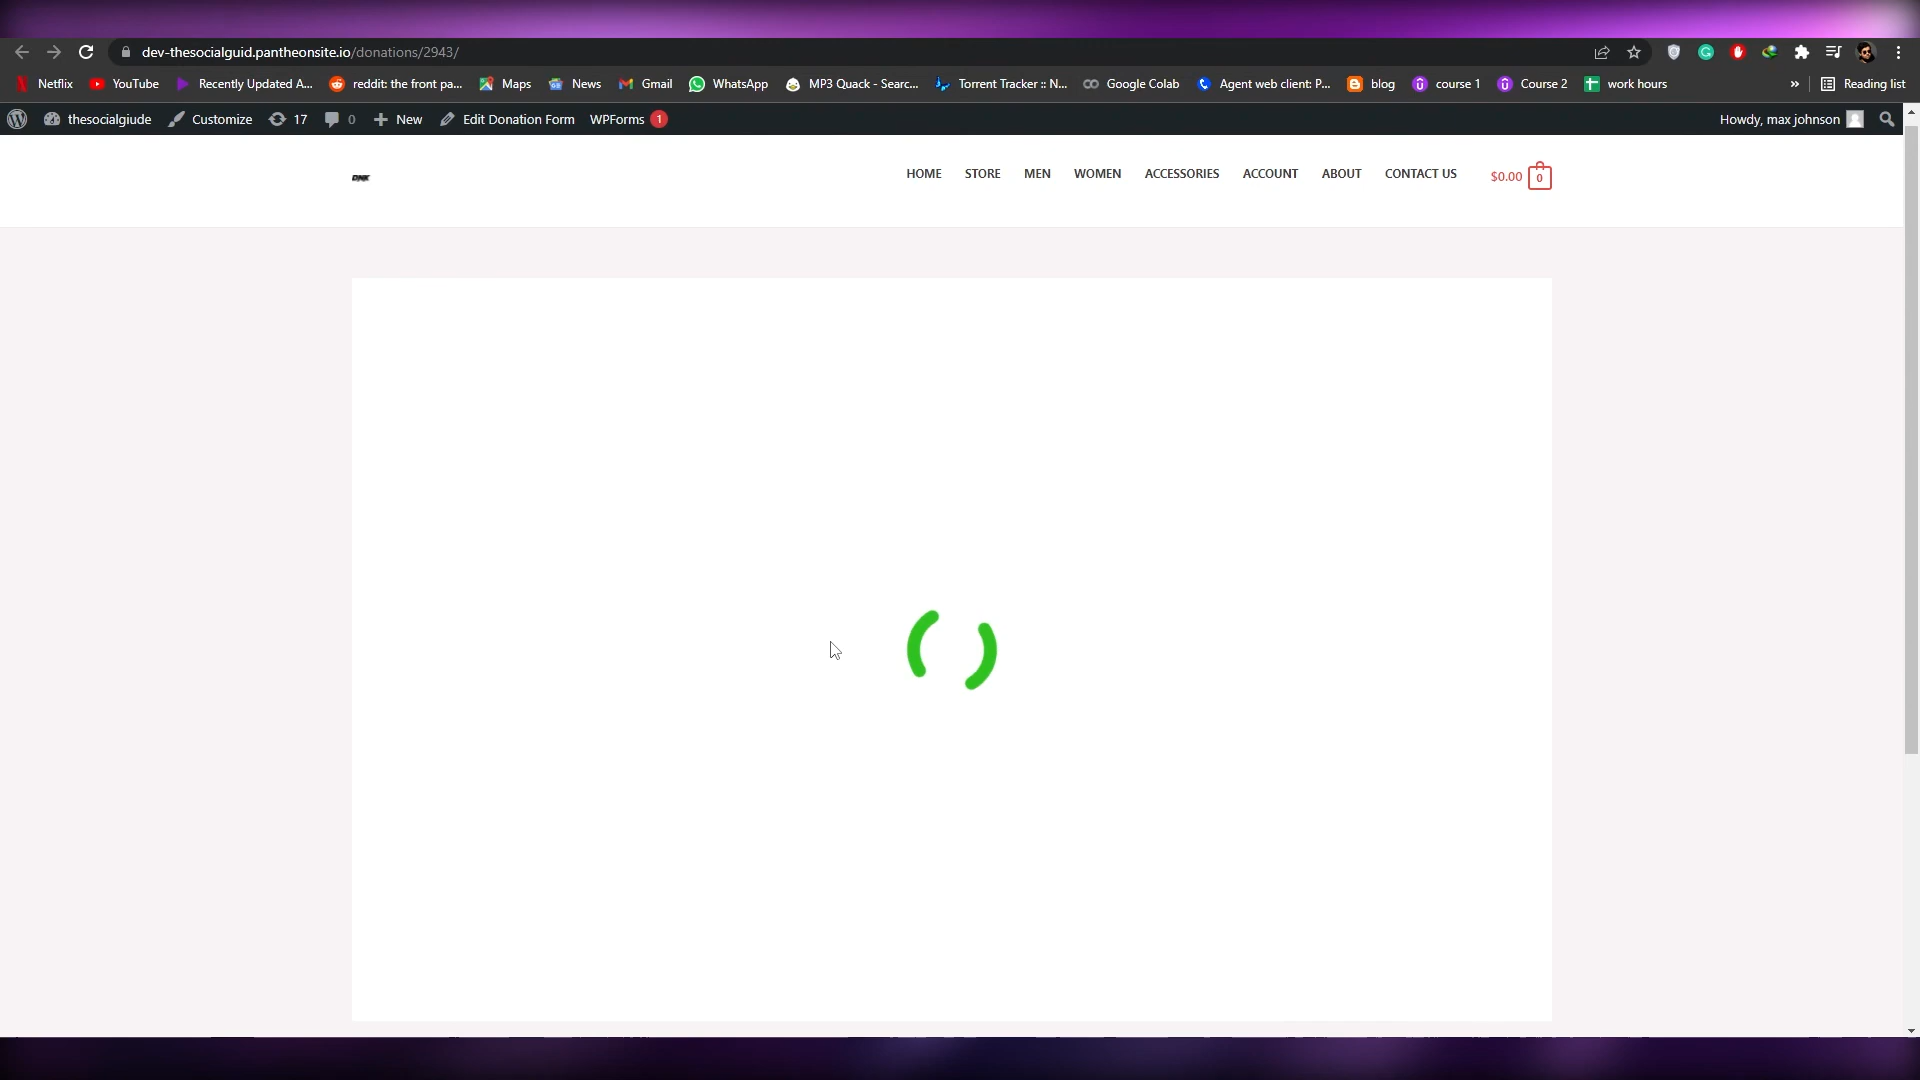 dev-thesocialguid.pantheonsite.io/donations/2943/
Netflix YouTube Recently Updated A... reddit: the front pa... Maps News Gmail WhatsApp MP3 Quack - Searc... Torrent Tracker :: N... Google Colab Agent web client: P... blog course 1 Course 2 work hours » Reading list
thesocialgiude Customize 17 0 New Edit Donation Form WPForms 1 Howdy, max johnson
DNK HOME STORE MEN WOMEN ACCESSORIES ACCOUNT ABOUT CONTACT US $0.00 0